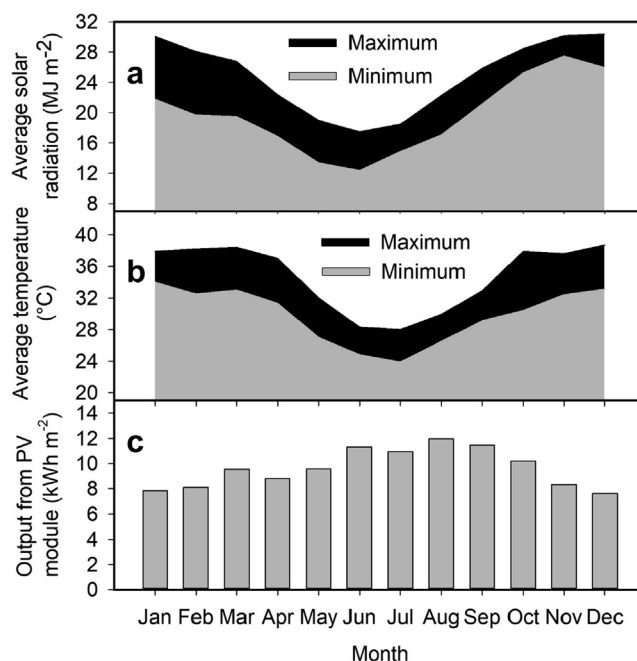 Average solar
radiation (MJ m-2)
32
28
24
20
16
12
8
a
Maximum
Minimum
Average temperature
(°C)
40
36
32
28
24
20
b
Maximum
Minimum
Output from PV
module (kWh m-2)
14
12
10
8
6
4
2
0
c
Jan Feb Mar Apr May Jun Jul Aug Sep Oct Nov Dec
Month